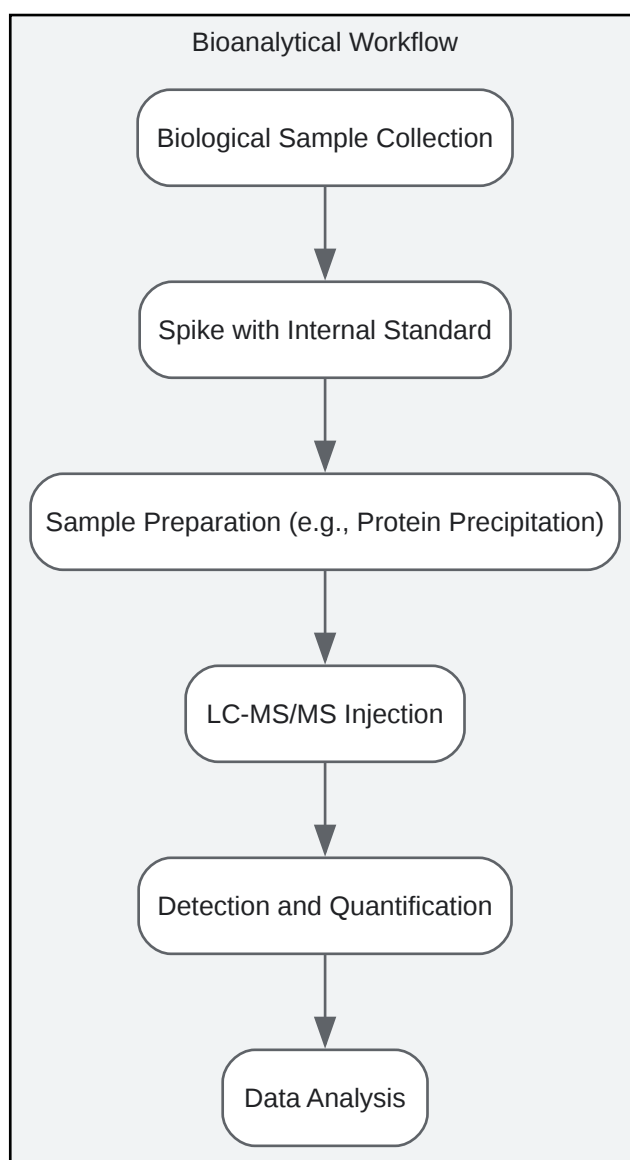 Bioanalytical Workflow
Biological Sample Collection
Spike with Internal Standard
Sample Preparation (e.g., Protein Precipitation)
LC-MS/MS Injection
Detection and Quantification
Data Analysis